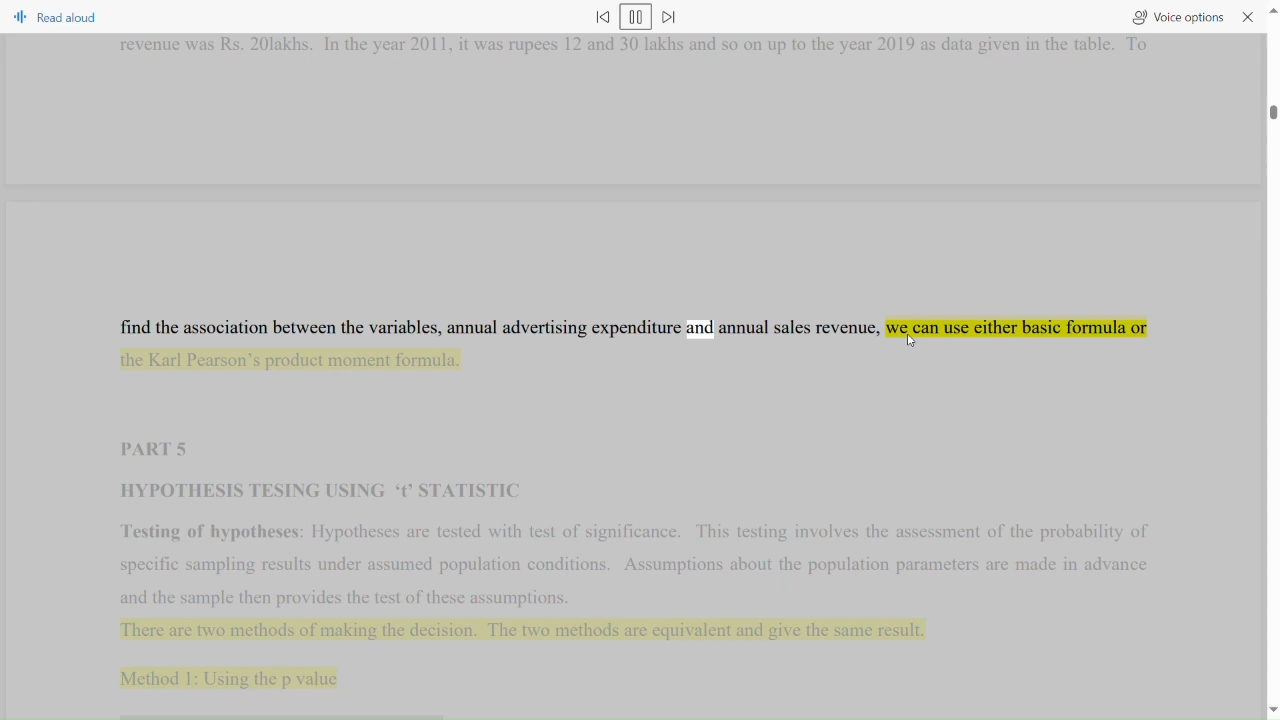 Read aloud
Voice options
revenue was Rs. 20lakhs. In the year 2011, it was rupees 12 and 30 lakhs and so on up to the year 2019 as data given in the table. To
find the association between the variables, annual advertising expenditure and annual sales revenue, we can use either basic formula or
the Karl Pearson’s product moment formula.
PART 5
HYPOTHESIS TESING USING ‘t’ STATISTIC
Testing of hypotheses: Hypotheses are tested with test of significance. This testing involves the assessment of the probability of
specific sampling results under assumed population conditions. Assumptions about the population parameters are made in advance
and the sample then provides the test of these assumptions.
There are two methods of making the decision. The two methods are equivalent and give the same result.
Method 1: Using the p value